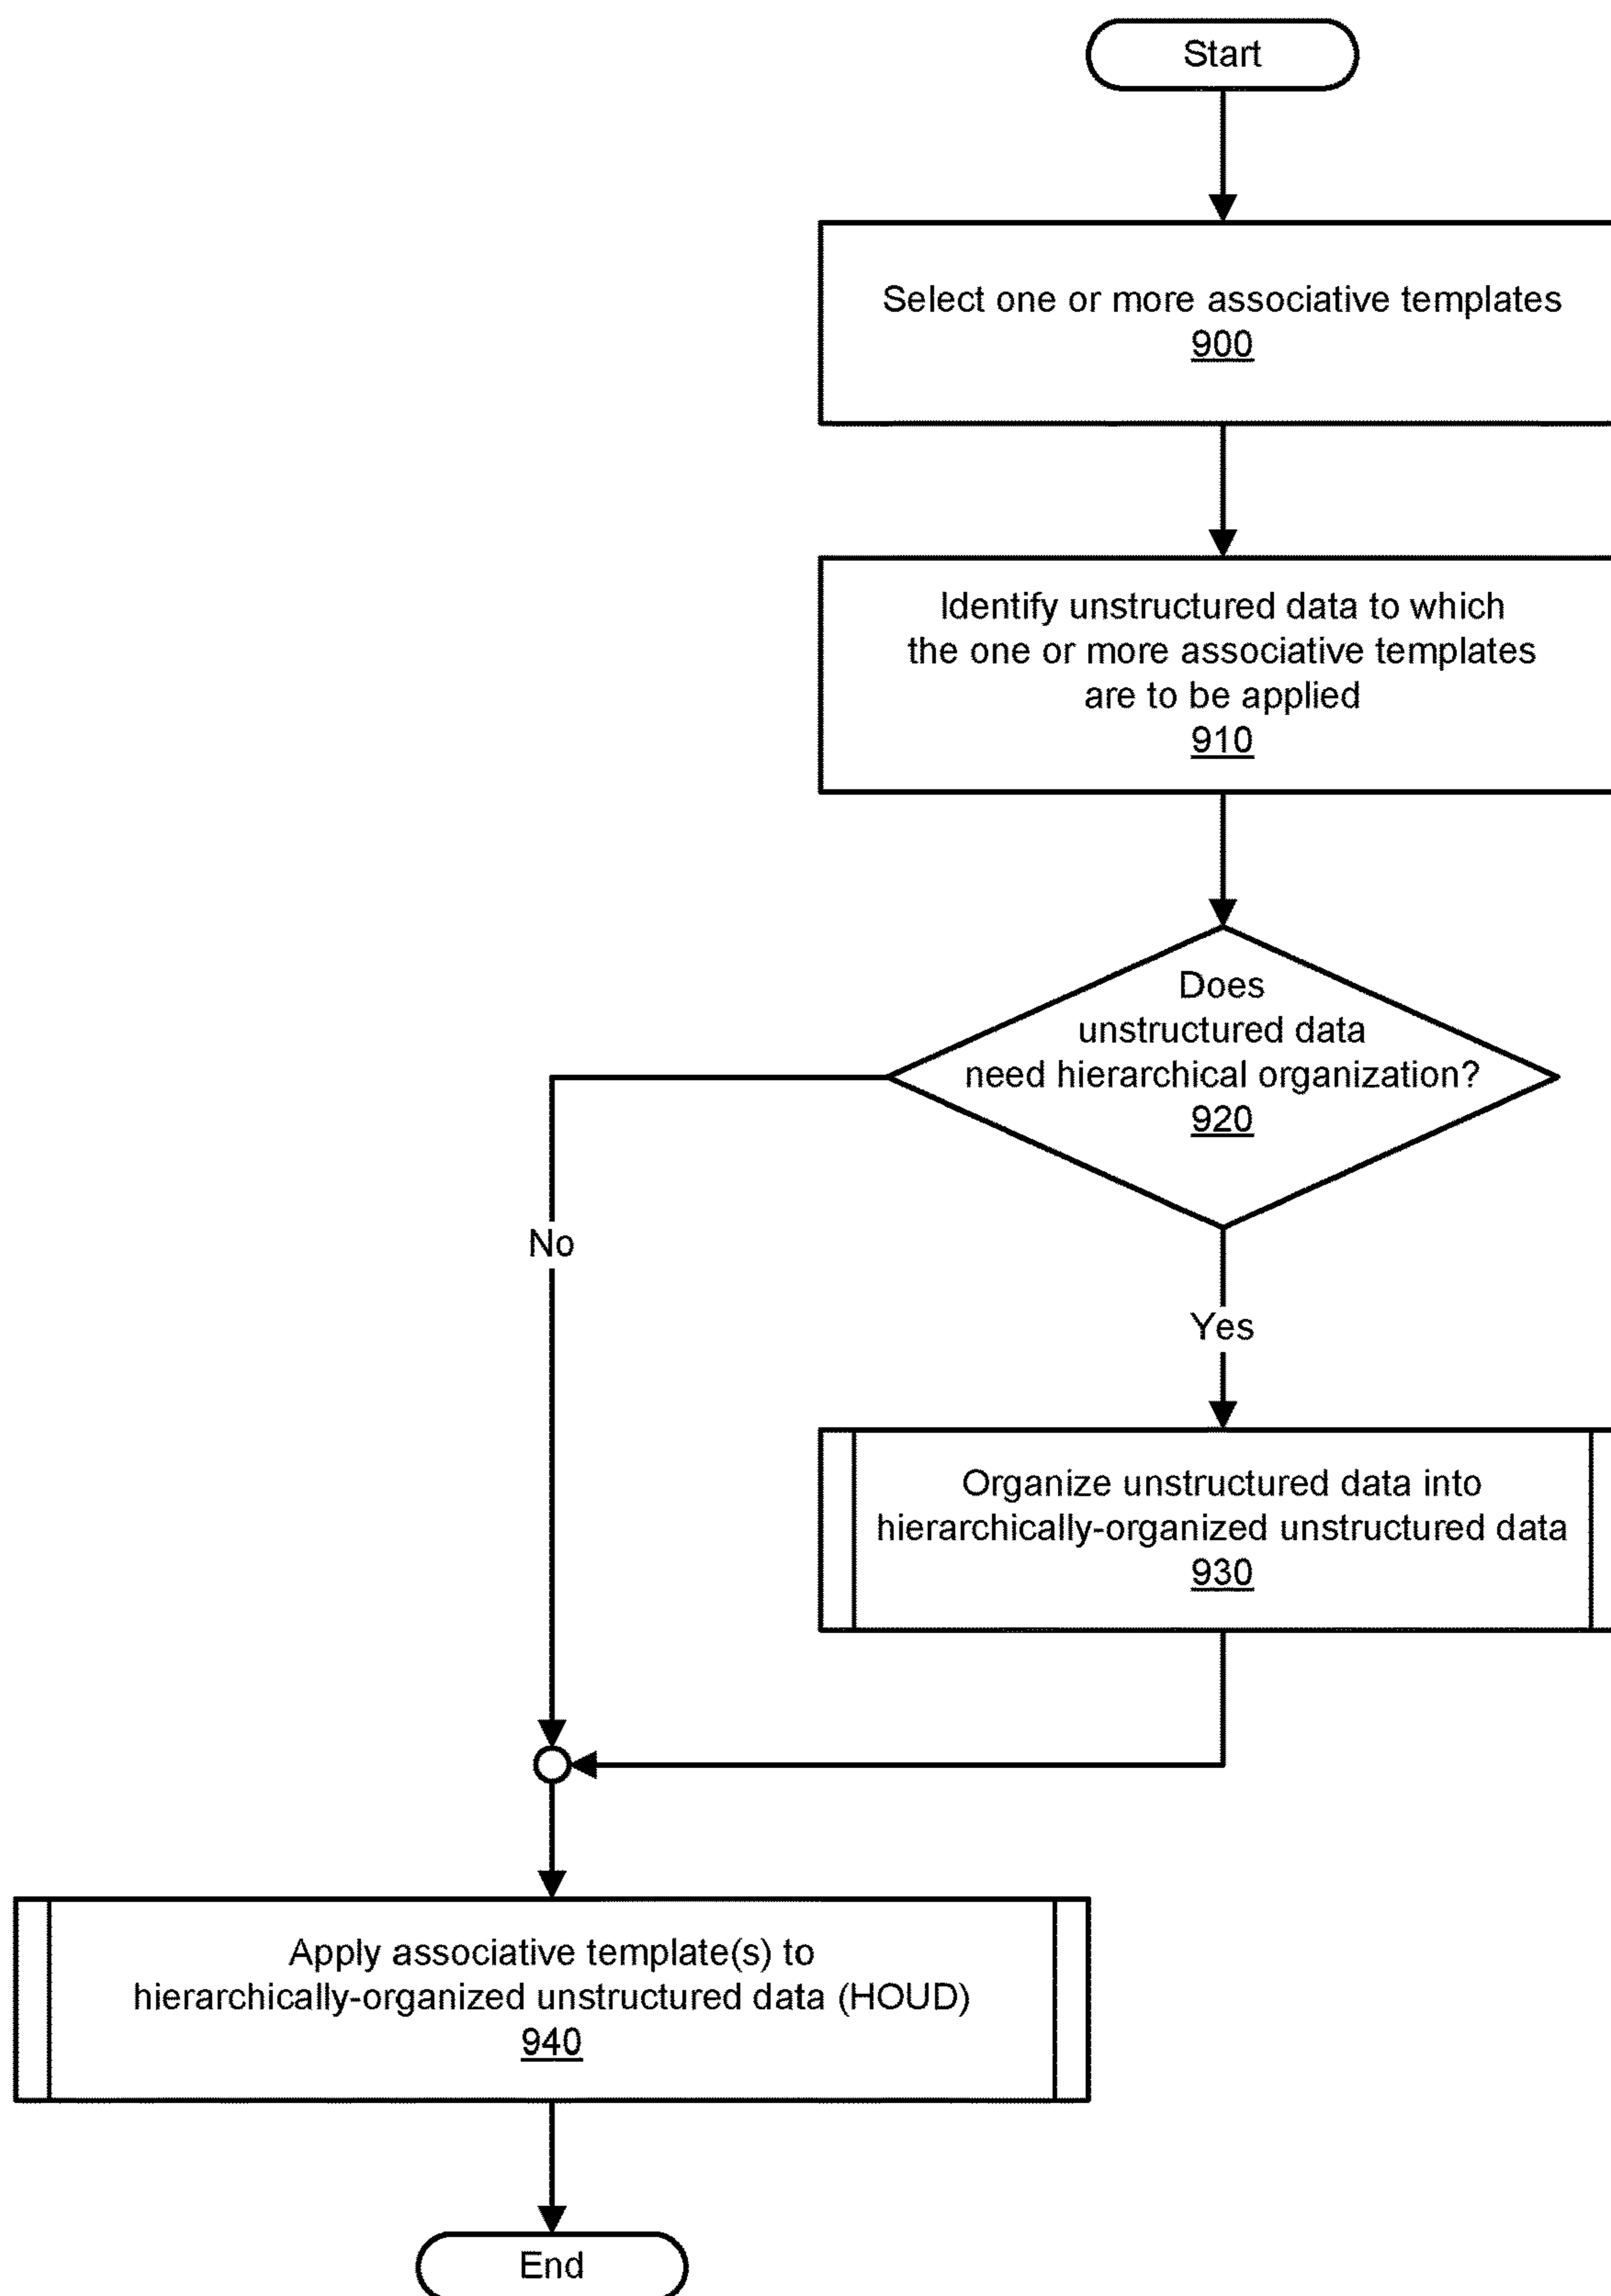 Start
Select one or more associative templates
900
Identify unstructured data to which
the one or more associative templates
are to be applied
910
Does
unstructured data
need hierarchical organization?
920
No
Yes
Organize unstructured data into
hierarchically-organized unstructured data
930
Apply associative template(s) to
hierarchically-organized unstructured data (HOUD)
940
End